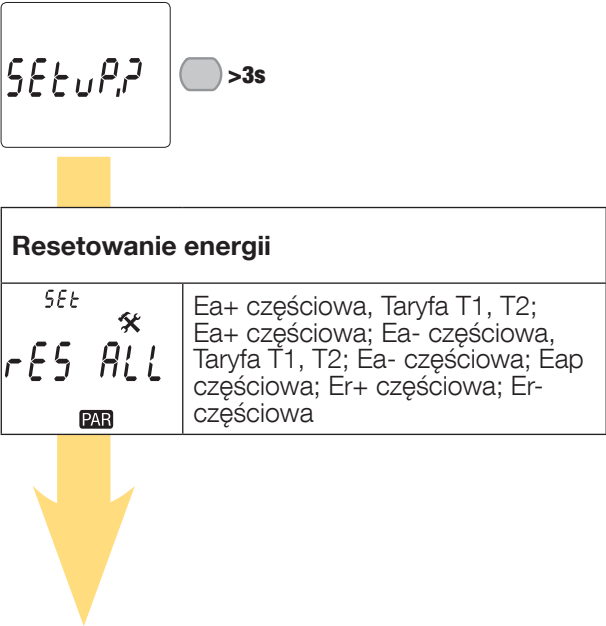 SEtuP,?
>3s
Resetowanie energii
SEt
rES ALL
PAR
Ea+ częściowa, Taryfa T1, T2;
Ea+ częściowa; Ea- częściowa,
Taryfa T1, T2; Ea- częściowa; Eap
częściowa; Er+ częściowa; Er-
częściowa